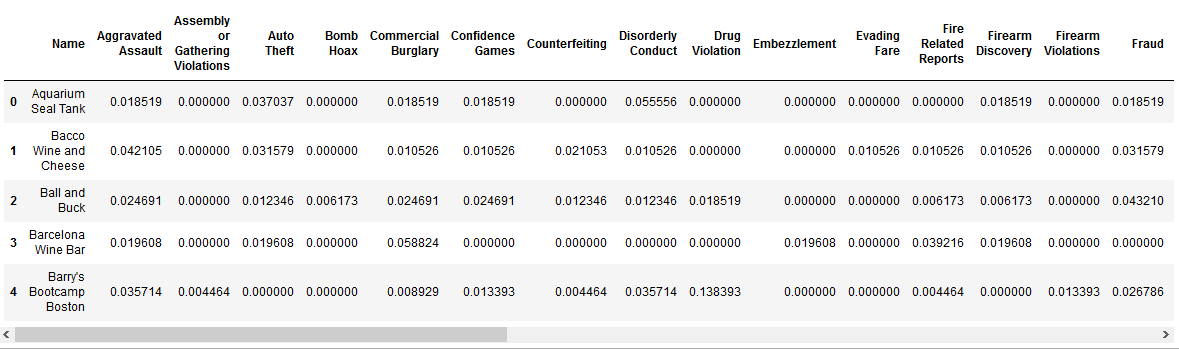 Name Aggravated Assault Assembly or Gathering Violations Auto Theft Bomb Hoax Commercial Burglary Confidence Games Counterfeiting Disorderly Conduct Drug Violation Embezzlement Evading Fare Fire Related Reports Firearm Discovery Firearm Violations Fraud
0 Aquarium Seal Tank 0.018519 0.000000 0.037037 0.000000 0.018519 0.018519 0.000000 0.055556 0.000000 0.000000 0.000000 0.000000 0.018519 0.000000 0.018519
1 Bacco Wine and Cheese 0.042105 0.000000 0.031579 0.000000 0.010526 0.010526 0.021053 0.010526 0.000000 0.000000 0.010526 0.010526 0.010526 0.000000 0.031579
2 Ball and Buck 0.024691 0.000000 0.012346 0.006173 0.024691 0.024691 0.012346 0.012346 0.018519 0.000000 0.000000 0.006173 0.006173 0.000000 0.043210
3 Barcelona Wine Bar 0.019608 0.000000 0.019608 0.000000 0.058824 0.000000 0.000000 0.000000 0.000000 0.019608 0.000000 0.039216 0.019608 0.000000 0.000000
4 Barry's Bootcamp Boston 0.035714 0.004464 0.000000 0.000000 0.008929 0.013393 0.004464 0.035714 0.138393 0.000000 0.000000 0.004464 0.000000 0.013393 0.026786